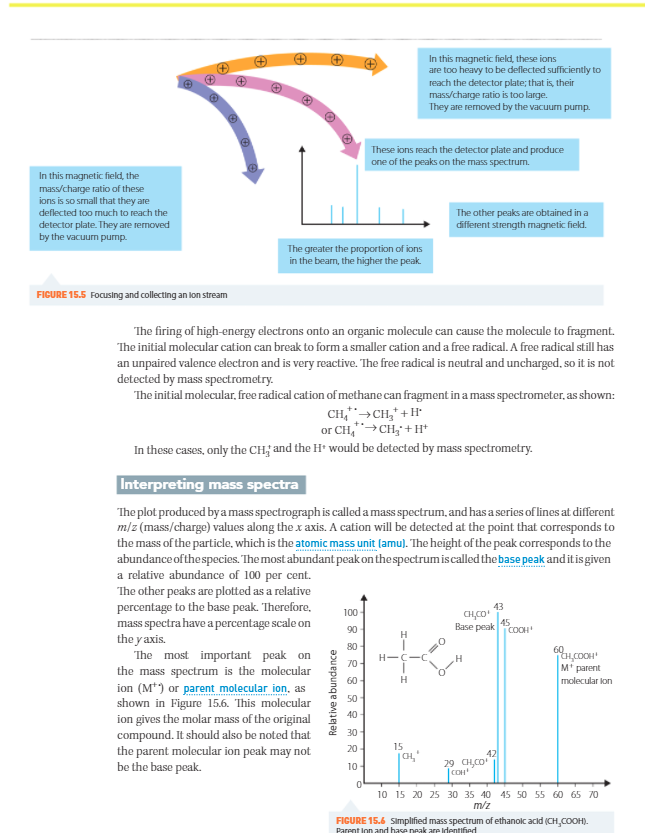 In this magnetic field, these ions
are too heavy to be deflected sufficiently to
reach the detector plate; that is, their
mass/charge ratio is too large.
They are removed by the vacuum pump.
These ions reach the detector plate and produce
one of the peaks on the mass spectrum.
In this magnetic field, the
mass/charge ratio of these
ions is so small that they are
deflected too much to reach the
detector plate. They are removed
by the vacuum pump.
The other peaks are obtained in a
different strength magnetic field.
The greater the proportion of ions
in the beam, the higher the peak.
FIGURE 15.5 Focusing and collecting an ion stream
The firing of high-energy electrons onto an organic molecule can cause the molecule to fragment.
The initial molecular cation can break to form a smaller cation and a free radical. A free radical still has
an unpaired valence electron and is very reactive. The free radical is neutral and uncharged, so it is not
detected by mass spectrometry.
The initial molecular, free radical cation of methane can fragment in a mass spectrometer, as shown:
CH₄⁺• → CH₃⁺ + H•
or CH₄⁺• → CH₃• + H⁺
In these cases, only the CH₃⁺ and the H⁺ would be detected by mass spectrometry.
Interpreting mass spectra
The plot produced by a mass spectrograph is called a mass spectrum, and has a series of lines at different
m/z (mass/charge) values along the x axis. A cation will be detected at the point that corresponds to
the mass of the particle, which is the atomic mass unit (amu). The height of the peak corresponds to the
abundance of the species. The most abundant peak on the spectrum is called the base peak and it is given
a relative abundance of 100 per cent.
The other peaks are plotted as a relative
percentage to the base peak. Therefore,
mass spectra have a percentage scale on
the y axis.
The most important peak on
the mass spectrum is the molecular
ion (M⁺•) or parent molecular ion, as
shown in Figure 15.6. This molecular
ion gives the molar mass of the original
compound. It should also be noted that
the parent molecular ion peak may not
be the base peak.
Relative abundance
100
90
80
70
60
50
40
30
20
10
0
H
H–C–C
O
H
O
H
15
CH₃⁺
29
COH⁺
CH₂CO⁺
42
CH₃CO⁺
Base peak
43
45
COOH⁺
60
CH₃COOH⁺
M⁺ parent
molecular ion
10 15 20 25 30 35 40 45 50 55 60 65 70
m/z
FIGURE 15.6 Simplified mass spectrum of ethanoic acid (CH₃COOH).
Parent ion and base peak are identified